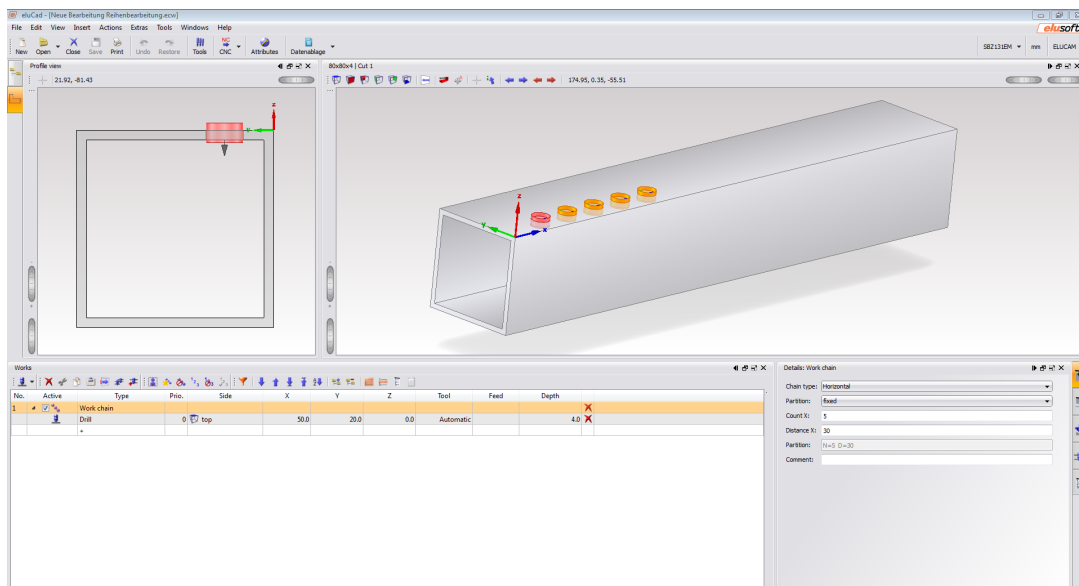 eluCad - [Neue Bearbeitung Reihenbearbeitung.ecw]
File Edit View Insert Actions Extras Tools Windows Help
elusoft
New Open Close Save Print Undo Restore Tools CNC Attributes Datenablage
SBZ131EM mm ELUCAM
Profile view
80x80x4 | Cut 1
21.92, -81.43
174.95, 0.35, -55.51
z
y
z
y
x
Works
Details: Work chain
Chain type: Horizontal
Partition: fixed
Count X: 5
Distance X: 30
Partition: N=5 D=30
Comment:
No. Active Type Prio. Side X Y Z Tool Feed Depth
1 Work chain
Drill 0 top 50.0 20.0 0.0 Automatic 4.0
*